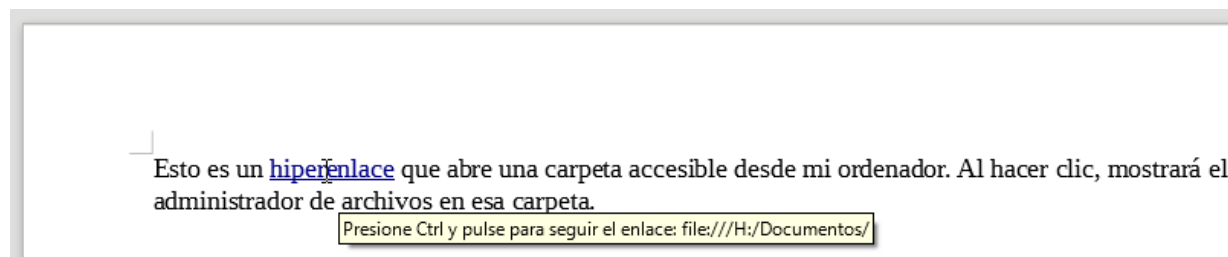 Esto es un hiperenlace que abre una carpeta accesible desde mi ordenador. Al hacer clic, mostrará el
administrador de archivos en esa carpeta.
Presione Ctrl y pulse para seguir el enlace: file:///H:/Documentos/